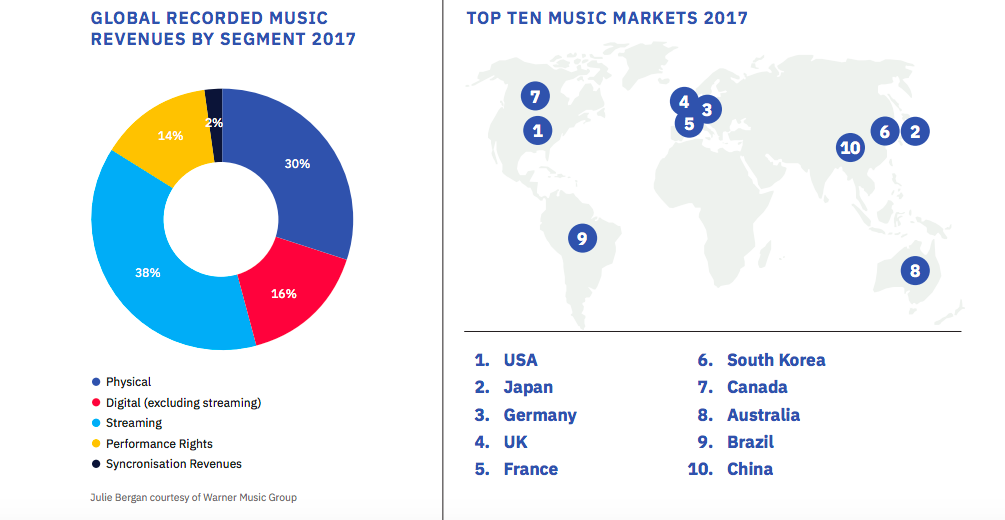 GLOBAL RECORDED MUSIC
REVENUES BY SEGMENT 2017
2%
14%
30%
38%
16%
Physical
Digital (excluding streaming)
Streaming
Performance Rights
Syncronisation Revenues
Julie Bergan courtesy of Warner Music Group
TOP TEN MUSIC MARKETS 2017
7
4
3
1
5
6
2
10
9
8
1. USA
2. Japan
3. Germany
4. UK
5. France
6. South Korea
7. Canada
8. Australia
9. Brazil
10. China